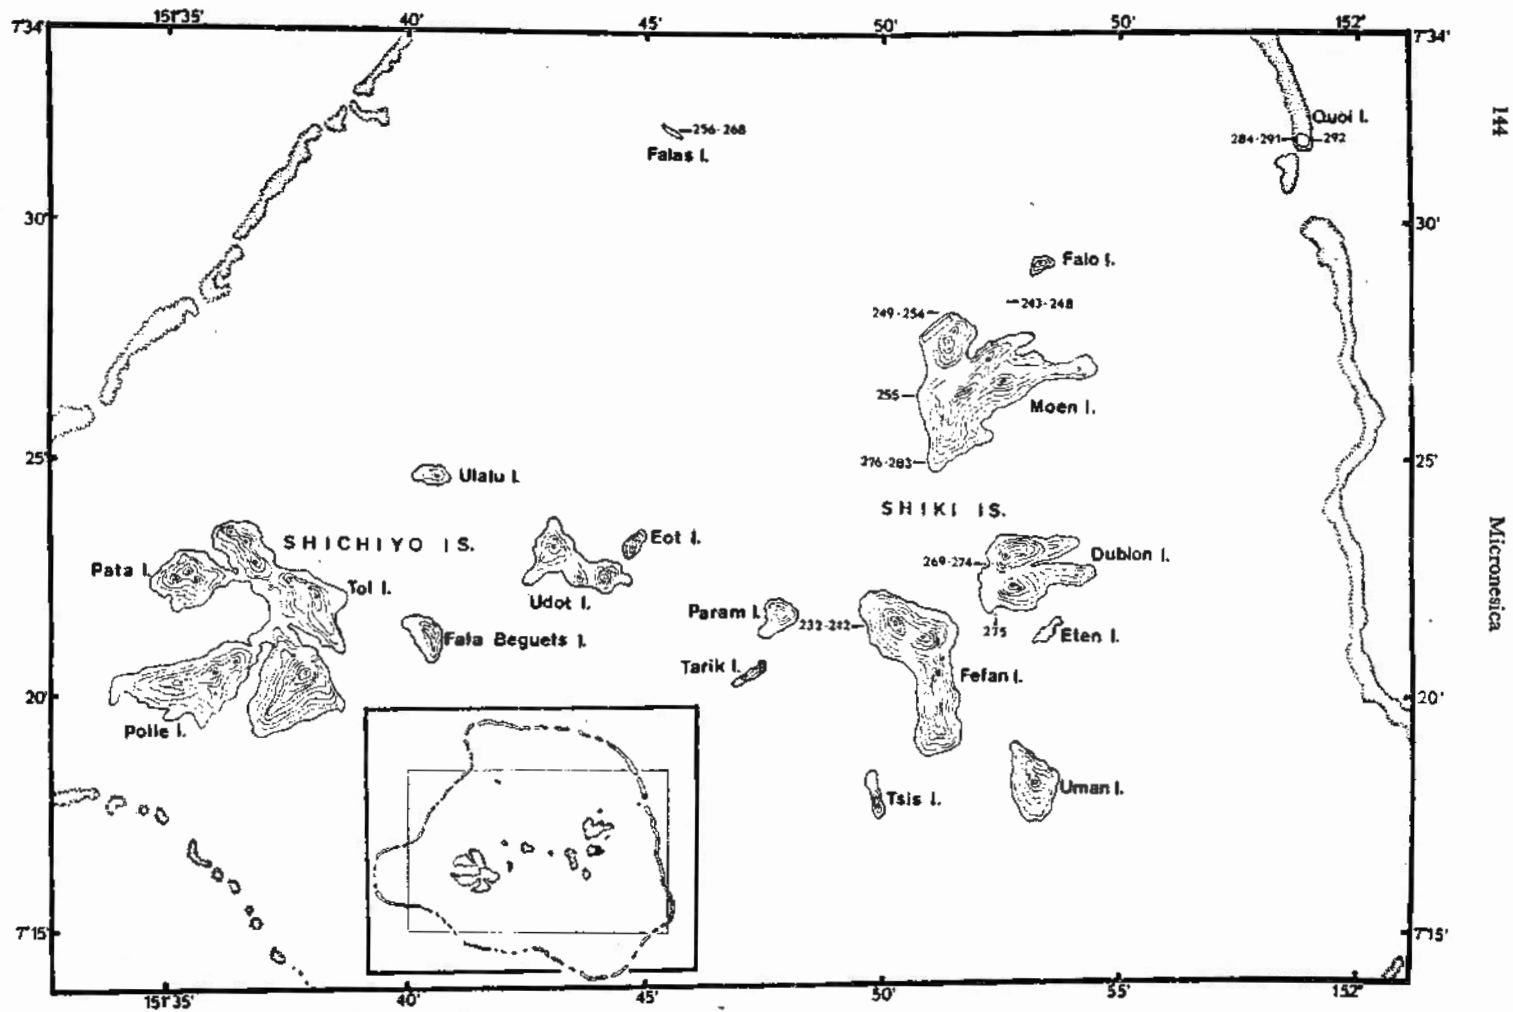 151°35' 40' 45' 50' 50' 152°
7°34' 7°34'
144
Quoi I.
256-268
284-291 292
Falas I.
30' 30'
Falo I.
243-248
249-254
255
Moen I.
276-283
25' 25'
Ulalu I.
SHIKI IS.
SHICHIYO IS.
Eot I.
Micronesica
Dublon I.
269-274
Pata I.
Tol I.
Udot I.
Param I.
232-242
275
Eten I.
Fala Beguets I.
Tarik I.
Fefan I.
20' 20'
Polle I.
Tsis I.
Uman I.
7°15' 7°15'
151°35' 40' 45' 50' 55' 152°